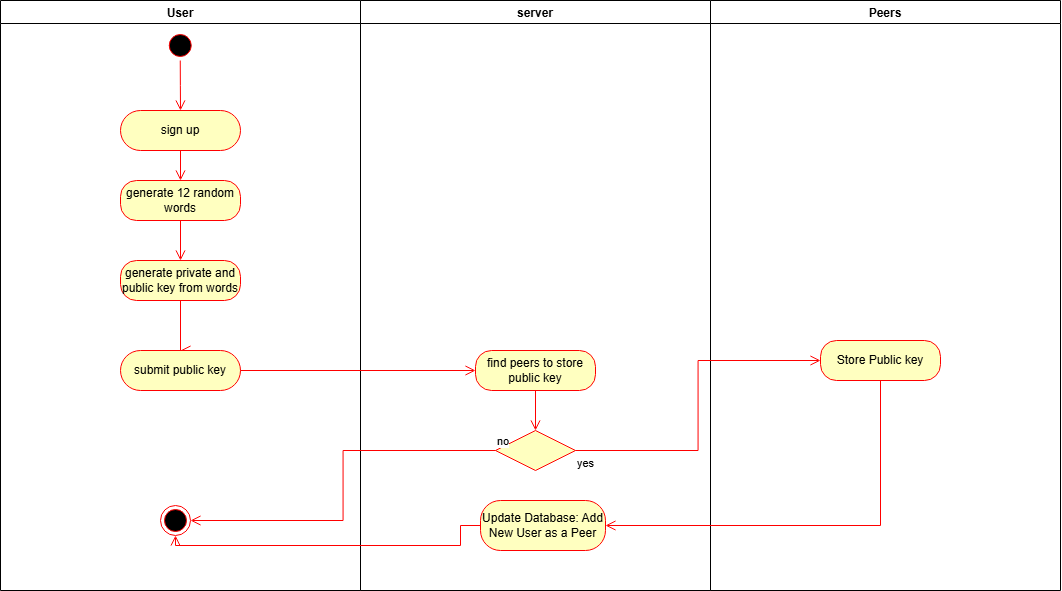 User
server
Peers
sign up
generate 12 random
words
generate private and
public key from words
submit public key
find peers to store
public key
Store Public key
no
yes
Update Database: Add
New User as a Peer